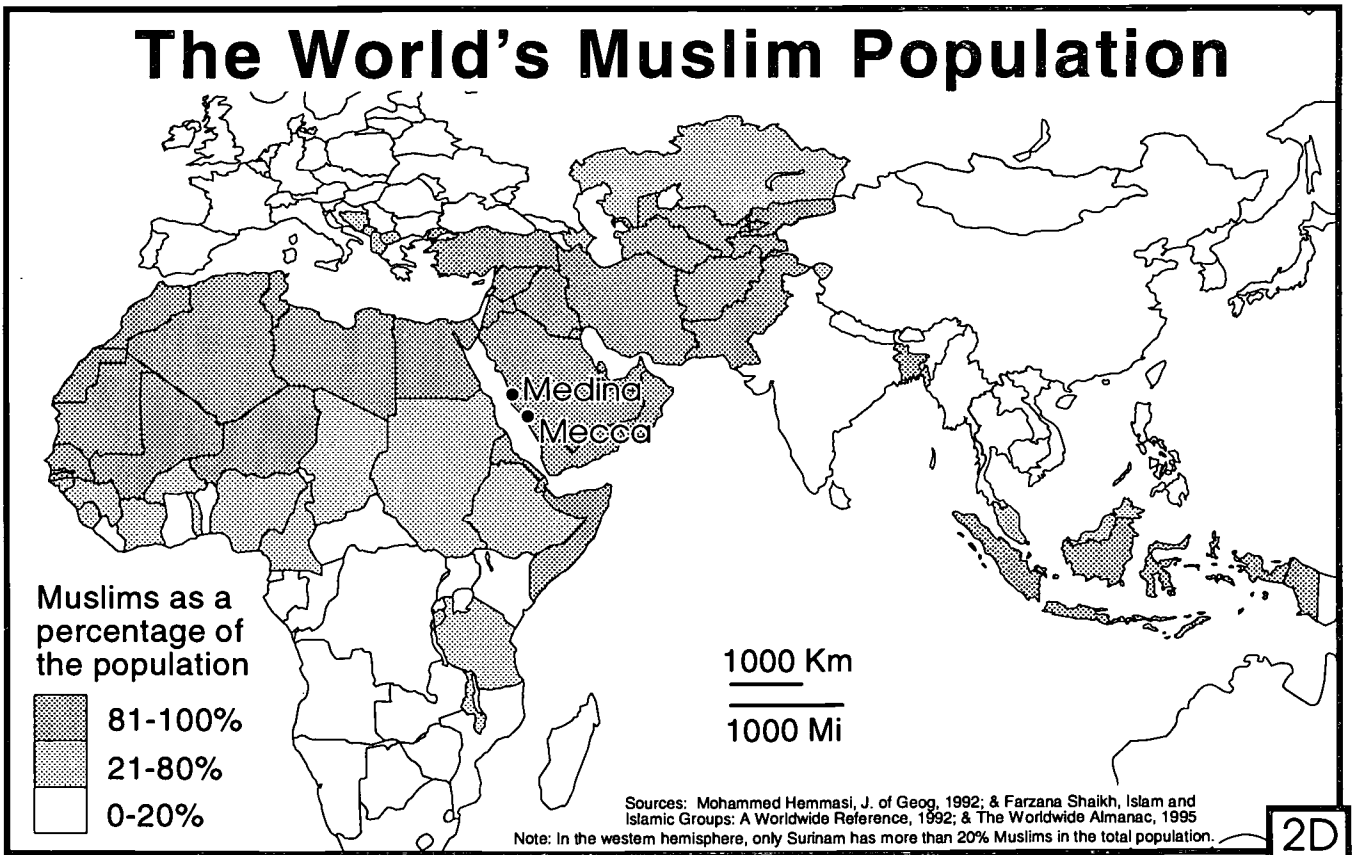 The World's Muslim Population
Medina
Mecca
Muslims as a
percentage of
the population
81-100%
21-80%
0-20%
1000 Km
1000 Mi
Sources: Mohammed Hemmasi, J. of Geog, 1992; & Farzana Shaikh, Islam and
Islamic Groups: A Worldwide Reference, 1992; & The Worldwide Almanac, 1995
Note: In the western hemisphere, only Surinam has more than 20% Muslims in the total population.
2D